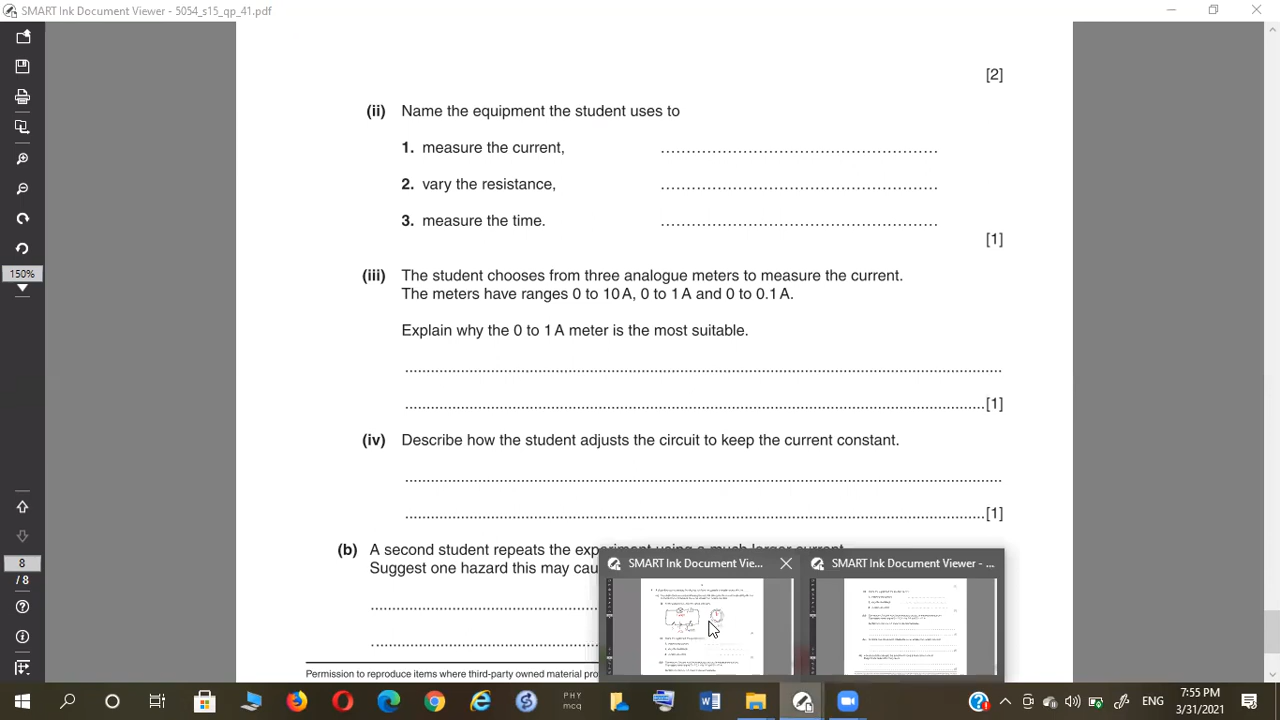 SMART Ink Document Viewer - 5054_s15_qp_41.pdf
[2]
(ii) Name the equipment the student uses to
1. measure the current, ......................................................
2. vary the resistance, ......................................................
3. measure the time. ......................................................
[1]
(iii) The student chooses from three analogue meters to measure the current.
The meters have ranges 0 to 10 A, 0 to 1 A and 0 to 0.1 A.
150%
Explain why the 0 to 1 A meter is the most suitable.
..........................................................................................
..........................................................................................[1]
(iv) Describe how the student adjusts the circuit to keep the current constant.
..........................................................................................
..........................................................................................[1]
(b) A second student repeats the experiment using a much larger current.
Suggest one hazard this may cau
8
/ 8
SMART Ink Document Vie...
SMART Ink Document Viewer - ...
Permission to reproduce items where third-party owned material pro
PHY
mcq
ENG
7:55 PM
3/31/2021